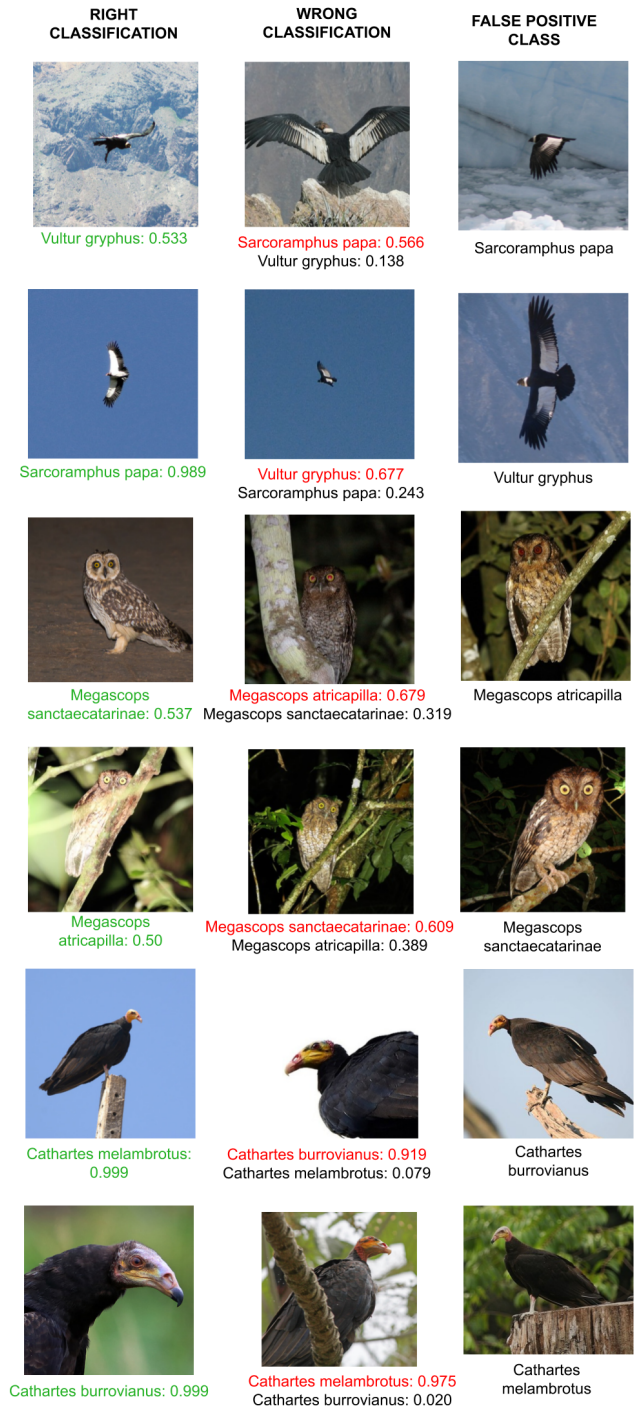 RIGHT
CLASSIFICATION
WRONG
CLASSIFICATION
FALSE POSITIVE
CLASS
Vultur gryphus: 0.533
Sarcoramphus papa: 0.566
Vultur gryphus: 0.138
Sarcoramphus papa
Sarcoramphus papa: 0.989
Vultur gryphus: 0.677
Sarcoramphus papa: 0.243
Vultur gryphus
Megascops
sanctaecatarinae: 0.537
Megascops atricapilla: 0.679
Megascops sanctaecatarinae: 0.319
Megascops atricapilla
Megascops
atricapilla: 0.50
Megascops sanctaecatarinae: 0.609
Megascops atricapilla: 0.389
Megascops
sanctaecatarinae
Cathartes melambrotus:
0.999
Cathartes burrovianus: 0.919
Cathartes melambrotus: 0.079
Cathartes
burrovianus
Cathartes burrovianus: 0.999
Cathartes melambrotus: 0.975
Cathartes burrovianus: 0.020
Cathartes
melambrotus